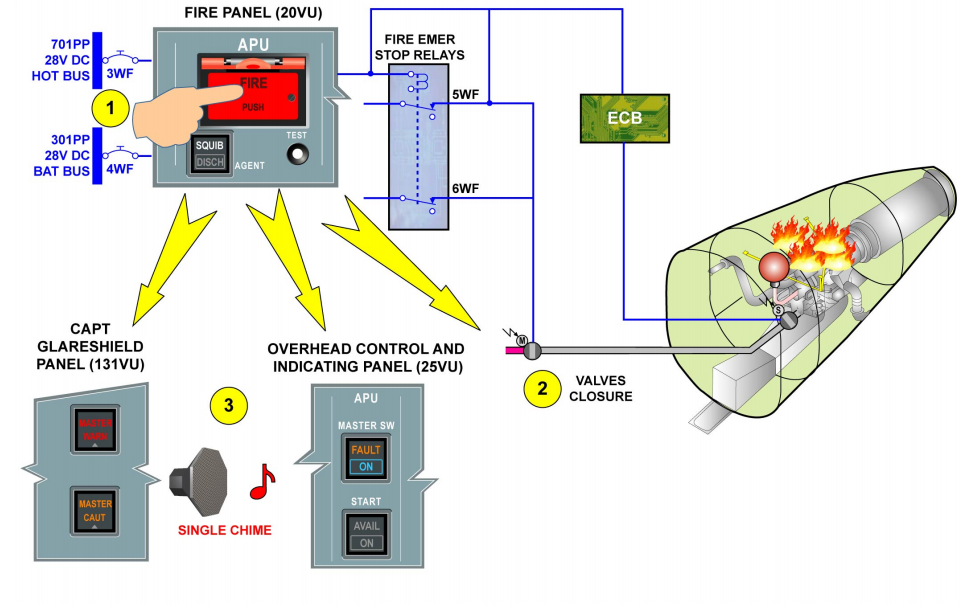 FIRE PANEL (20VU)
701PP
28V DC
HOT BUS
3WF
1
301PP
28V DC
BAT BUS
4WF
APU
FIRE
PUSH
TEST
SQUIB
DISCH
AGENT
FIRE EMER
STOP RELAYS
5WF
6WF
ECB
S
M
2
VALVES
CLOSURE
CAPT
GLARESHIELD
PANEL (131VU)
MASTER
WARN
MASTER
CAUT
3
SINGLE CHIME
OVERHEAD CONTROL AND
INDICATING PANEL (25VU)
APU
MASTER SW
FAULT
ON
START
AVAIL
ON